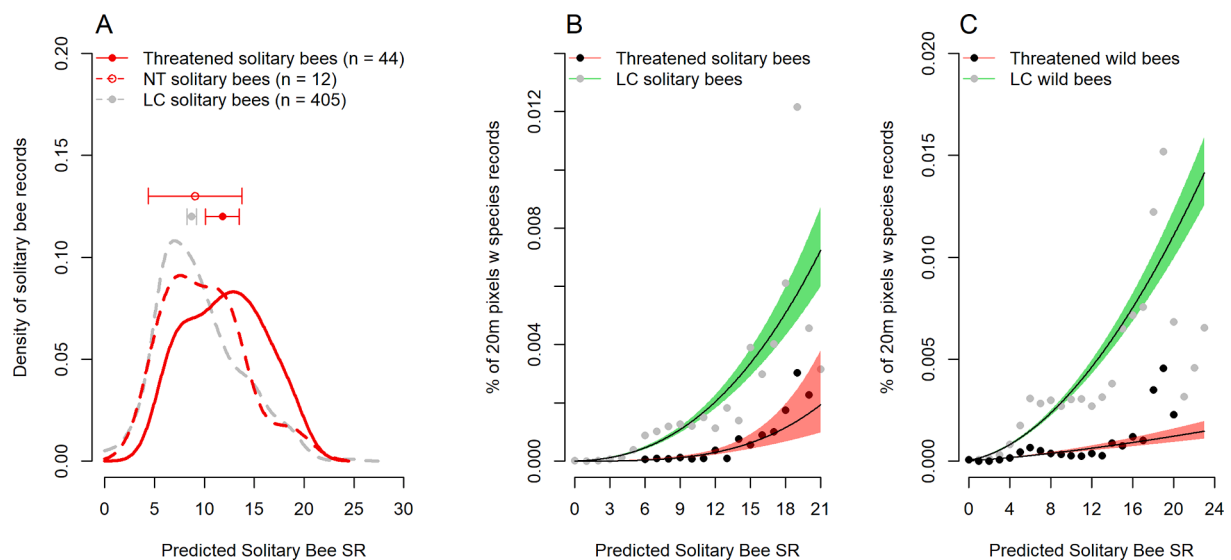 A
Threatened solitary bees (n = 44)
NT solitary bees (n = 12)
LC solitary bees (n = 405)
Density of solitary bee records
0.00 0.05 0.10 0.15 0.20
0 5 10 15 20 25 30
Predicted Solitary Bee SR
B
Threatened solitary bees
LC solitary bees
% of 20m pixels w species records
0.000 0.004 0.008 0.012
0 3 6 9 12 15 18 21
Predicted Solitary Bee SR
C
Threatened wild bees
LC wild bees
% of 20m pixels w species records
0.000 0.005 0.010 0.015 0.020
0 4 8 12 16 20 24
Predicted Solitary Bee SR